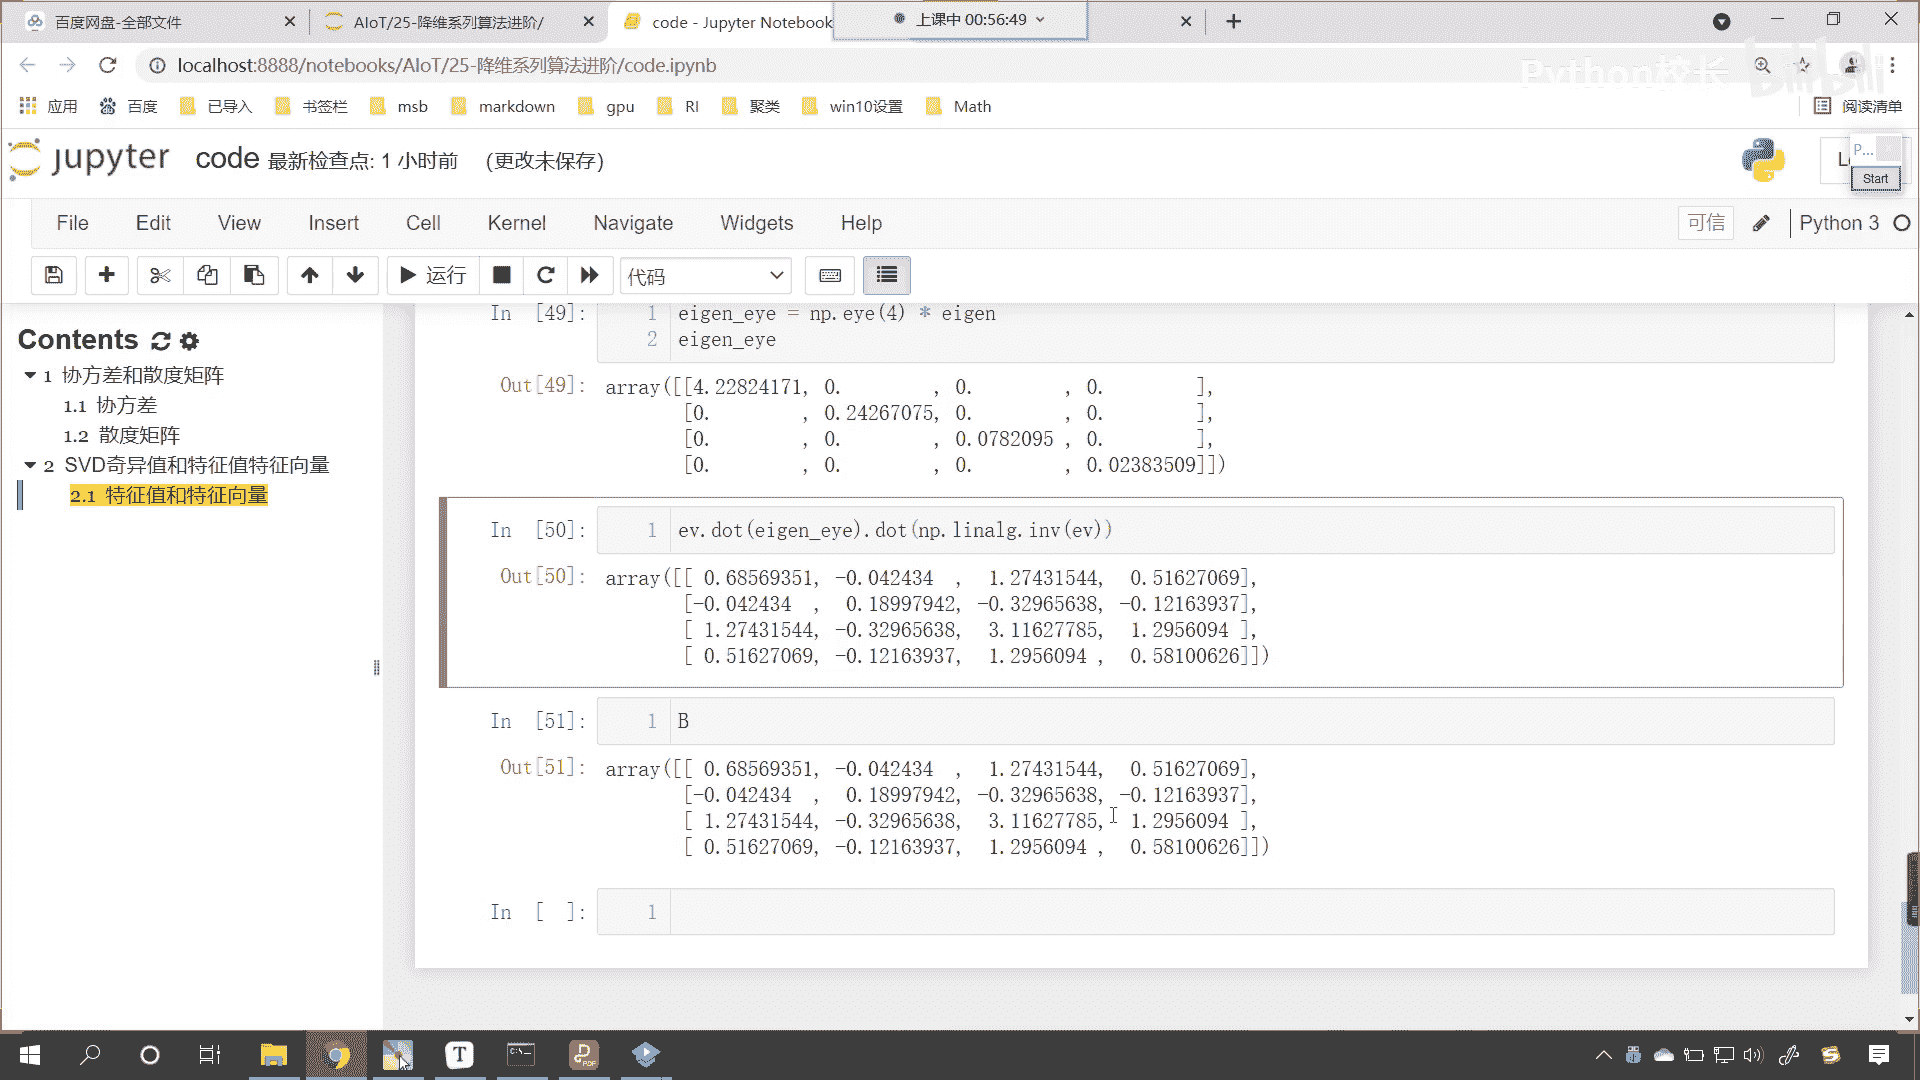 百度网盘-全部文件
AIoT/25-降维系列算法进阶/
code - Jupyter Notebook
上课中 00:56:49
localhost:8888/notebooks/AIoT/25-降维系列算法进阶/code.ipynb
Python校长
bilibili
应用 百度 已导入 书签栏 msb markdown gpu RI 聚类 win10设置 Math 阅读清单
jupyter code 最新检查点: 1 小时前 (更改未保存)
P...
Start
File Edit View Insert Cell Kernel Navigate Widgets Help 可信 Python 3
运行 代码
Contents
1 协方差和散度矩阵
1.1 协方差
1.2 散度矩阵
2 SVD奇异值和特征值特征向量
2.1 特征值和特征向量
In [49]: 1 eigen_eye = np.eye(4) * eigen
2 eigen_eye
Out[49]: array([[4.22824171, 0. , 0. , 0. ],
[0. , 0.24267075, 0. , 0. ],
[0. , 0. , 0.0782095 , 0. ],
[0. , 0. , 0. , 0.02383509]])
In [50]: 1 ev.dot(eigen_eye).dot(np.linalg.inv(ev))
Out[50]: array([[ 0.68569351, -0.042434 , 1.27431544, 0.51627069],
[-0.042434 , 0.18997942, -0.32965638, -0.12163937],
[ 1.27431544, -0.32965638, 3.11627785, 1.2956094 ],
[ 0.51627069, -0.12163937, 1.2956094 , 0.58100626]])
In [51]: 1 B
Out[51]: array([[ 0.68569351, -0.042434 , 1.27431544, 0.51627069],
[-0.042434 , 0.18997942, -0.32965638, -0.12163937],
[ 1.27431544, -0.32965638, 3.11627785, 1.2956094 ],
[ 0.51627069, -0.12163937, 1.2956094 , 0.58100626]])
In [ ]: 1